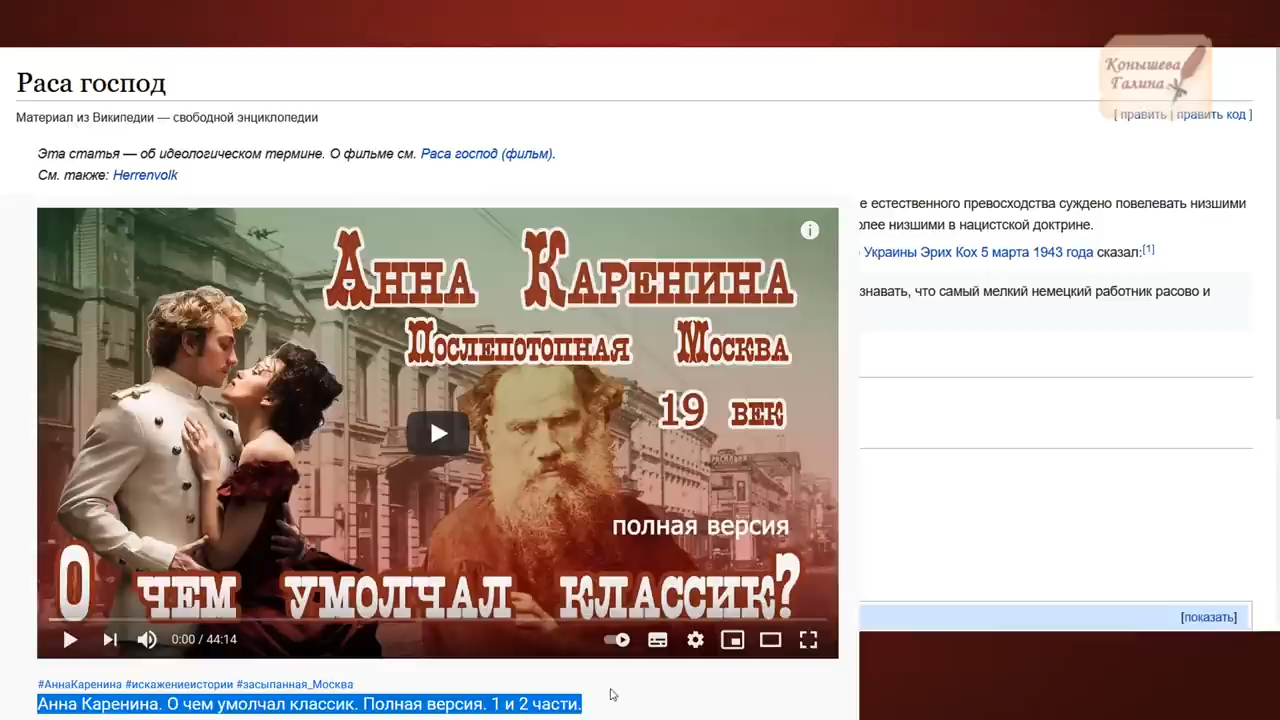 Конышева
Галина
Раса господ
Материал из Википедии — свободной энциклопедии
[ править | править код ]
Эта статья — об идеологическом термине. О фильме см. Раса господ (фильм).
См. также: Herrenvolk
е естественного превосходства суждено повелевать низшими
олее низшими в нацистской доктрине.
Украины Эрих Кох 5 марта 1943 года сказал:[1]
знавать, что самый мелкий немецкий работник расово и
Анна Каренина
Послепотопная Москва
19 век
полная версия
О чем умолчал классик?
0:00 / 44:14
[показать]
#АннаКаренина #искажениеистории #засыпанная_Москва
Анна Каренина. О чем умолчал классик. Полная версия. 1 и 2 части.